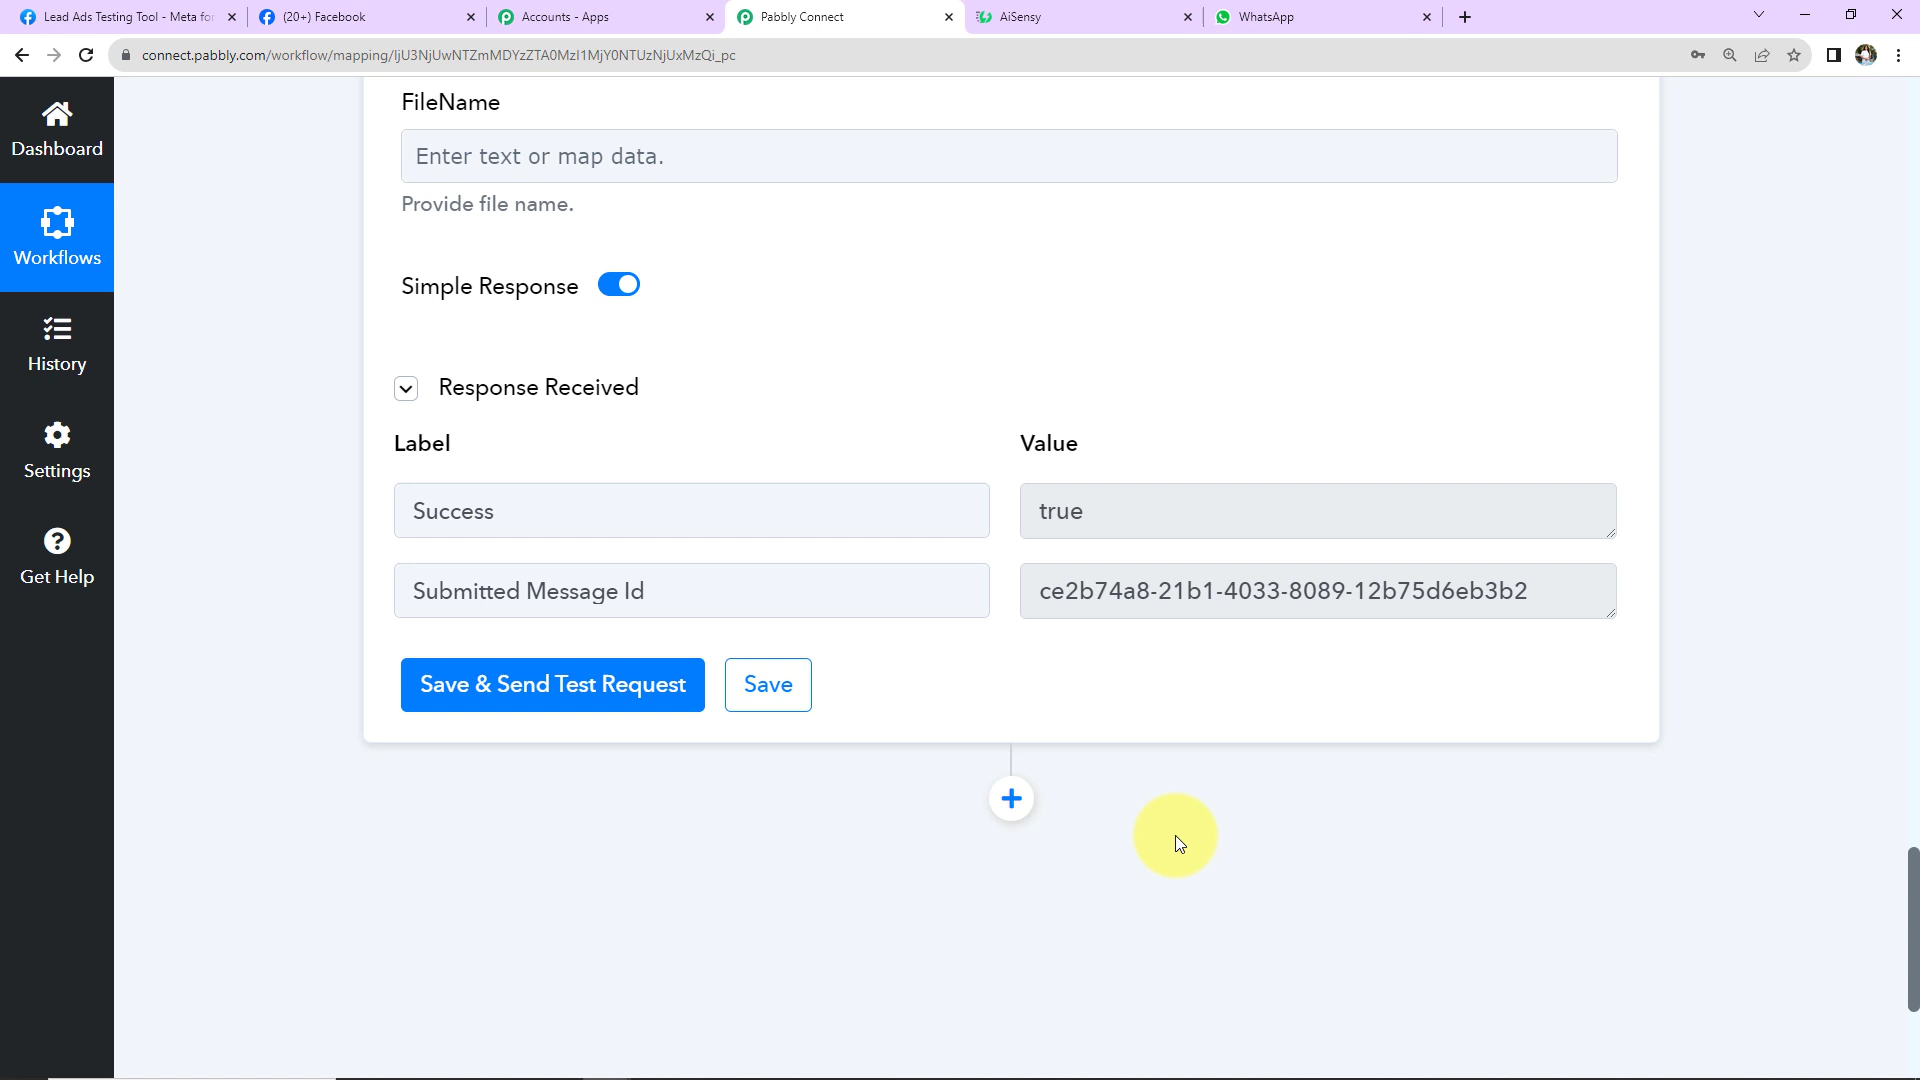 Lead Ads Testing Tool - Meta for
(20+) Facebook
Accounts - Apps
Pabbly Connect
AiSensy
WhatsApp
connect.pabbly.com/workflow/mapping/IjU3NjUwNTZmMDYzZTA0MzI1MjY0NTUzNjUxMzQi_pc
Dashboard
Workflows
History
Settings
Get Help
FileName
Enter text or map data.
Provide file name.
Simple Response
Response Received
Label
Value
Success
true
Submitted Message Id
ce2b74a8-21b1-4033-8089-12b75d6eb3b2
Save & Send Test Request
Save